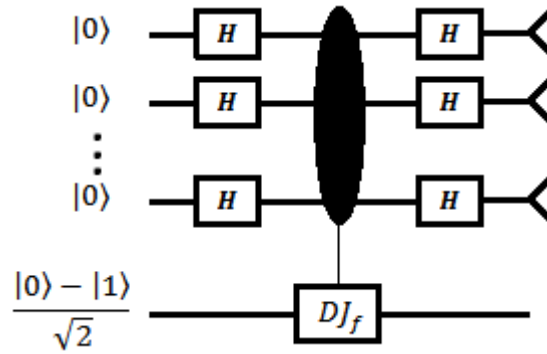 |0⟩ H H
|0⟩ H H
⋮
|0⟩ H H
|0⟩ − |1⟩
√2
DJ_f